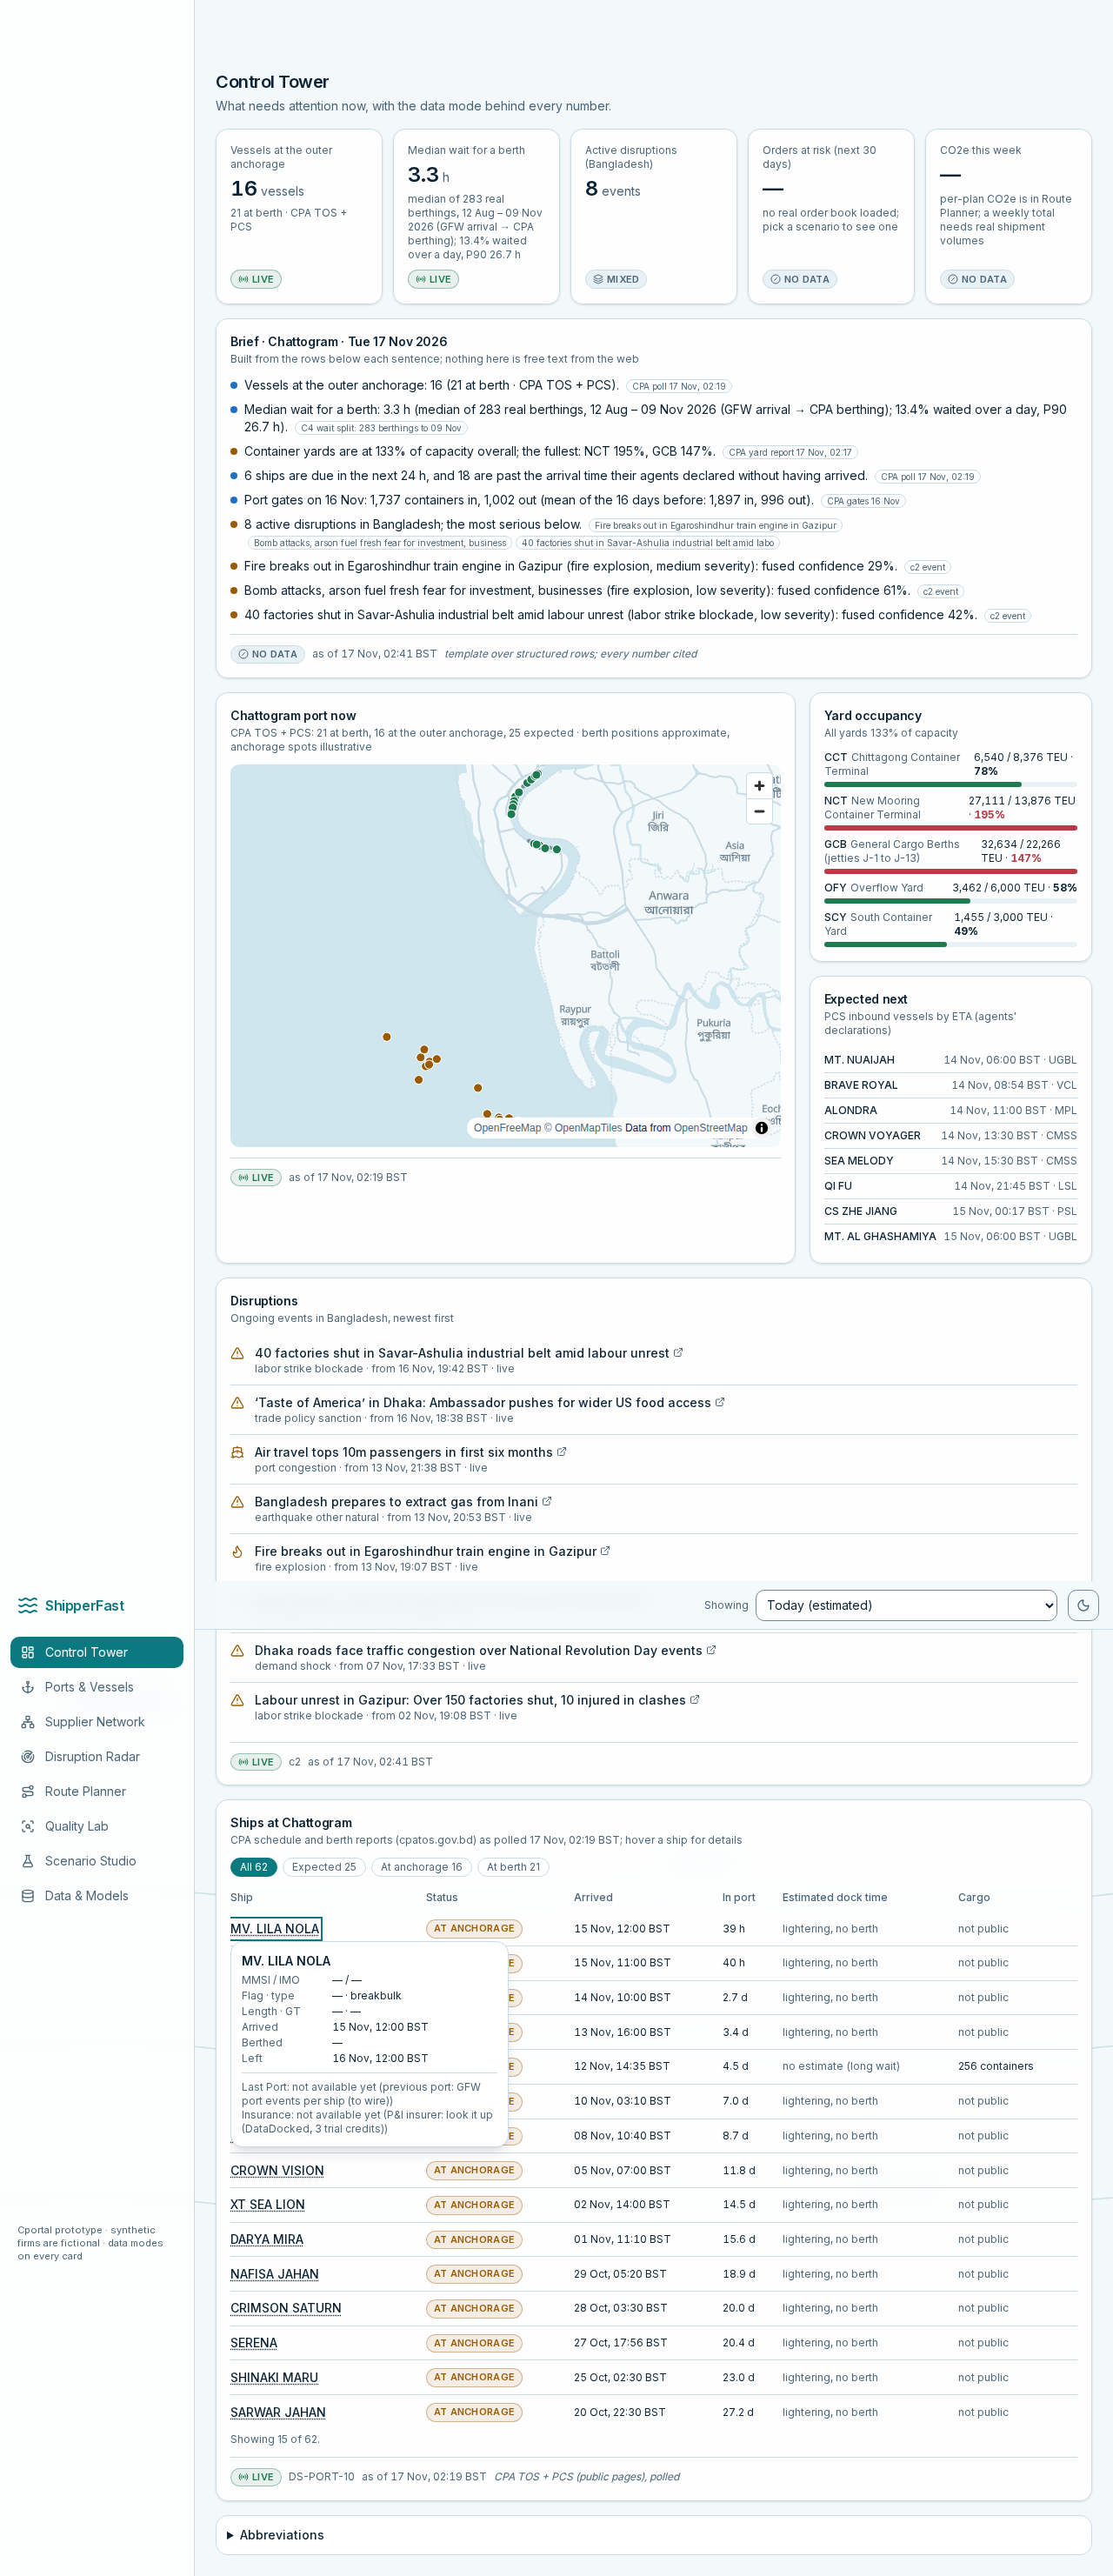 Control Tower
What needs attention now, with the data mode behind every number.
Vessels at the outer
anchorage
16 vessels
21 at berth · CPA TOS +
PCS
LIVE
Median wait for a berth
3.3 h
median of 283 real
berthings, 12 Aug – 09 Nov
2026 (GFW arrival → CPA
berthing); 13.4% waited
over a day, P90 26.7 h
LIVE
Active disruptions
(Bangladesh)
8 events
MIXED
Orders at risk (next 30
days)
—
no real order book loaded;
pick a scenario to see one
NO DATA
CO2e this week
—
per-plan CO2e is in Route
Planner; a weekly total
needs real shipment
volumes
NO DATA
Brief · Chattogram · Tue 17 Nov 2026
Built from the rows below each sentence; nothing here is free text from the web
Vessels at the outer anchorage: 16 (21 at berth · CPA TOS + PCS). CPA poll 17 Nov, 02:19
Median wait for a berth: 3.3 h (median of 283 real berthings, 12 Aug – 09 Nov 2026 (GFW arrival → CPA berthing); 13.4% waited over a day, P90
26.7 h). C4 wait split: 283 berthings to 09 Nov
Container yards are at 133% of capacity overall; the fullest: NCT 195%, GCB 147%. CPA yard report 17 Nov, 02:17
6 ships are due in the next 24 h, and 18 are past the arrival time their agents declared without having arrived. CPA poll 17 Nov, 02:19
Port gates on 16 Nov: 1,737 containers in, 1,002 out (mean of the 16 days before: 1,897 in, 996 out). CPA gates 16 Nov
8 active disruptions in Bangladesh; the most serious below. Fire breaks out in Egaroshindhur train engine in Gazipur
Bomb attacks, arson fuel fresh fear for investment, business 40 factories shut in Savar-Ashulia industrial belt amid labo
Fire breaks out in Egaroshindhur train engine in Gazipur (fire explosion, medium severity): fused confidence 29%. c2 event
Bomb attacks, arson fuel fresh fear for investment, businesses (fire explosion, low severity): fused confidence 61%. c2 event
40 factories shut in Savar-Ashulia industrial belt amid labour unrest (labor strike blockade, low severity): fused confidence 42%. c2 event
NO DATA as of 17 Nov, 02:41 BST template over structured rows; every number cited
Chattogram port now
CPA TOS + PCS: 21 at berth, 16 at the outer anchorage, 25 expected · berth positions approximate,
anchorage spots illustrative
Jiri
জিরি
Asia
আশিয়া
Anwara
আনোয়ারা
Battoli
বটতলী
Raypur
রায়পুর
Pukuria
পুকুরিয়া
Eoch
OpenFreeMap © OpenMapTiles Data from OpenStreetMap
LIVE as of 17 Nov, 02:19 BST
Yard occupancy
All yards 133% of capacity
CCT Chittagong Container
Terminal
6,540 / 8,376 TEU ·
78%
NCT New Mooring
Container Terminal
27,111 / 13,876 TEU
· 195%
GCB General Cargo Berths
(jetties J-1 to J-13)
32,634 / 22,266
TEU · 147%
OFY Overflow Yard 3,462 / 6,000 TEU · 58%
SCY South Container
Yard
1,455 / 3,000 TEU ·
49%
Expected next
PCS inbound vessels by ETA (agents'
declarations)
MT. NUAIJAH 14 Nov, 06:00 BST · UGBL
BRAVE ROYAL 14 Nov, 08:54 BST · VCL
ALONDRA 14 Nov, 11:00 BST · MPL
CROWN VOYAGER 14 Nov, 13:30 BST · CMSS
SEA MELODY 14 Nov, 15:30 BST · CMSS
QI FU 14 Nov, 21:45 BST · LSL
CS ZHE JIANG 15 Nov, 00:17 BST · PSL
MT. AL GHASHAMIYA 15 Nov, 06:00 BST · UGBL
Disruptions
Ongoing events in Bangladesh, newest first
40 factories shut in Savar-Ashulia industrial belt amid labour unrest
labor strike blockade · from 16 Nov, 19:42 BST · live
‘Taste of America’ in Dhaka: Ambassador pushes for wider US food access
trade policy sanction · from 16 Nov, 18:38 BST · live
Air travel tops 10m passengers in first six months
port congestion · from 13 Nov, 21:38 BST · live
Bangladesh prepares to extract gas from Inani
earthquake other natural · from 13 Nov, 20:53 BST · live
Fire breaks out in Egaroshindhur train engine in Gazipur
fire explosion · from 13 Nov, 19:07 BST · live
ShipperFast
Showing Today (estimated)
Control Tower
Ports & Vessels
Supplier Network
Disruption Radar
Route Planner
Quality Lab
Scenario Studio
Data & Models
Dhaka roads face traffic congestion over National Revolution Day events
demand shock · from 07 Nov, 17:33 BST · live
Labour unrest in Gazipur: Over 150 factories shut, 10 injured in clashes
labor strike blockade · from 02 Nov, 19:08 BST · live
LIVE c2 as of 17 Nov, 02:41 BST
Ships at Chattogram
CPA schedule and berth reports (cpatos.gov.bd) as polled 17 Nov, 02:19 BST; hover a ship for details
All 62 Expected 25 At anchorage 16 At berth 21
Ship Status Arrived In port Estimated dock time Cargo
MV. LILA NOLA AT ANCHORAGE 15 Nov, 12:00 BST 39 h lightering, no berth not public
E 15 Nov, 11:00 BST 40 h lightering, no berth not public
E 14 Nov, 10:00 BST 2.7 d lightering, no berth not public
E 13 Nov, 16:00 BST 3.4 d lightering, no berth not public
E 12 Nov, 14:35 BST 4.5 d no estimate (long wait) 256 containers
E 10 Nov, 03:10 BST 7.0 d lightering, no berth not public
E 08 Nov, 10:40 BST 8.7 d lightering, no berth not public
MV. LILA NOLA
MMSI / IMO — / —
Flag · type — · breakbulk
Length · GT — · —
Arrived 15 Nov, 12:00 BST
Berthed —
Left 16 Nov, 12:00 BST
Last Port: not available yet (previous port: GFW
port events per ship (to wire))
Insurance: not available yet (P&I insurer: look it up
(DataDocked, 3 trial credits))
CROWN VISION AT ANCHORAGE 05 Nov, 07:00 BST 11.8 d lightering, no berth not public
XT SEA LION AT ANCHORAGE 02 Nov, 14:00 BST 14.5 d lightering, no berth not public
DARYA MIRA AT ANCHORAGE 01 Nov, 11:10 BST 15.6 d lightering, no berth not public
NAFISA JAHAN AT ANCHORAGE 29 Oct, 05:20 BST 18.9 d lightering, no berth not public
CRIMSON SATURN AT ANCHORAGE 28 Oct, 03:30 BST 20.0 d lightering, no berth not public
SERENA AT ANCHORAGE 27 Oct, 17:56 BST 20.4 d lightering, no berth not public
SHINAKI MARU AT ANCHORAGE 25 Oct, 02:30 BST 23.0 d lightering, no berth not public
SARWAR JAHAN AT ANCHORAGE 20 Oct, 22:30 BST 27.2 d lightering, no berth not public
Showing 15 of 62.
LIVE DS-PORT-10 as of 17 Nov, 02:19 BST CPA TOS + PCS (public pages), polled
Cportal prototype · synthetic
firms are fictional · data modes
on every card
Abbreviations